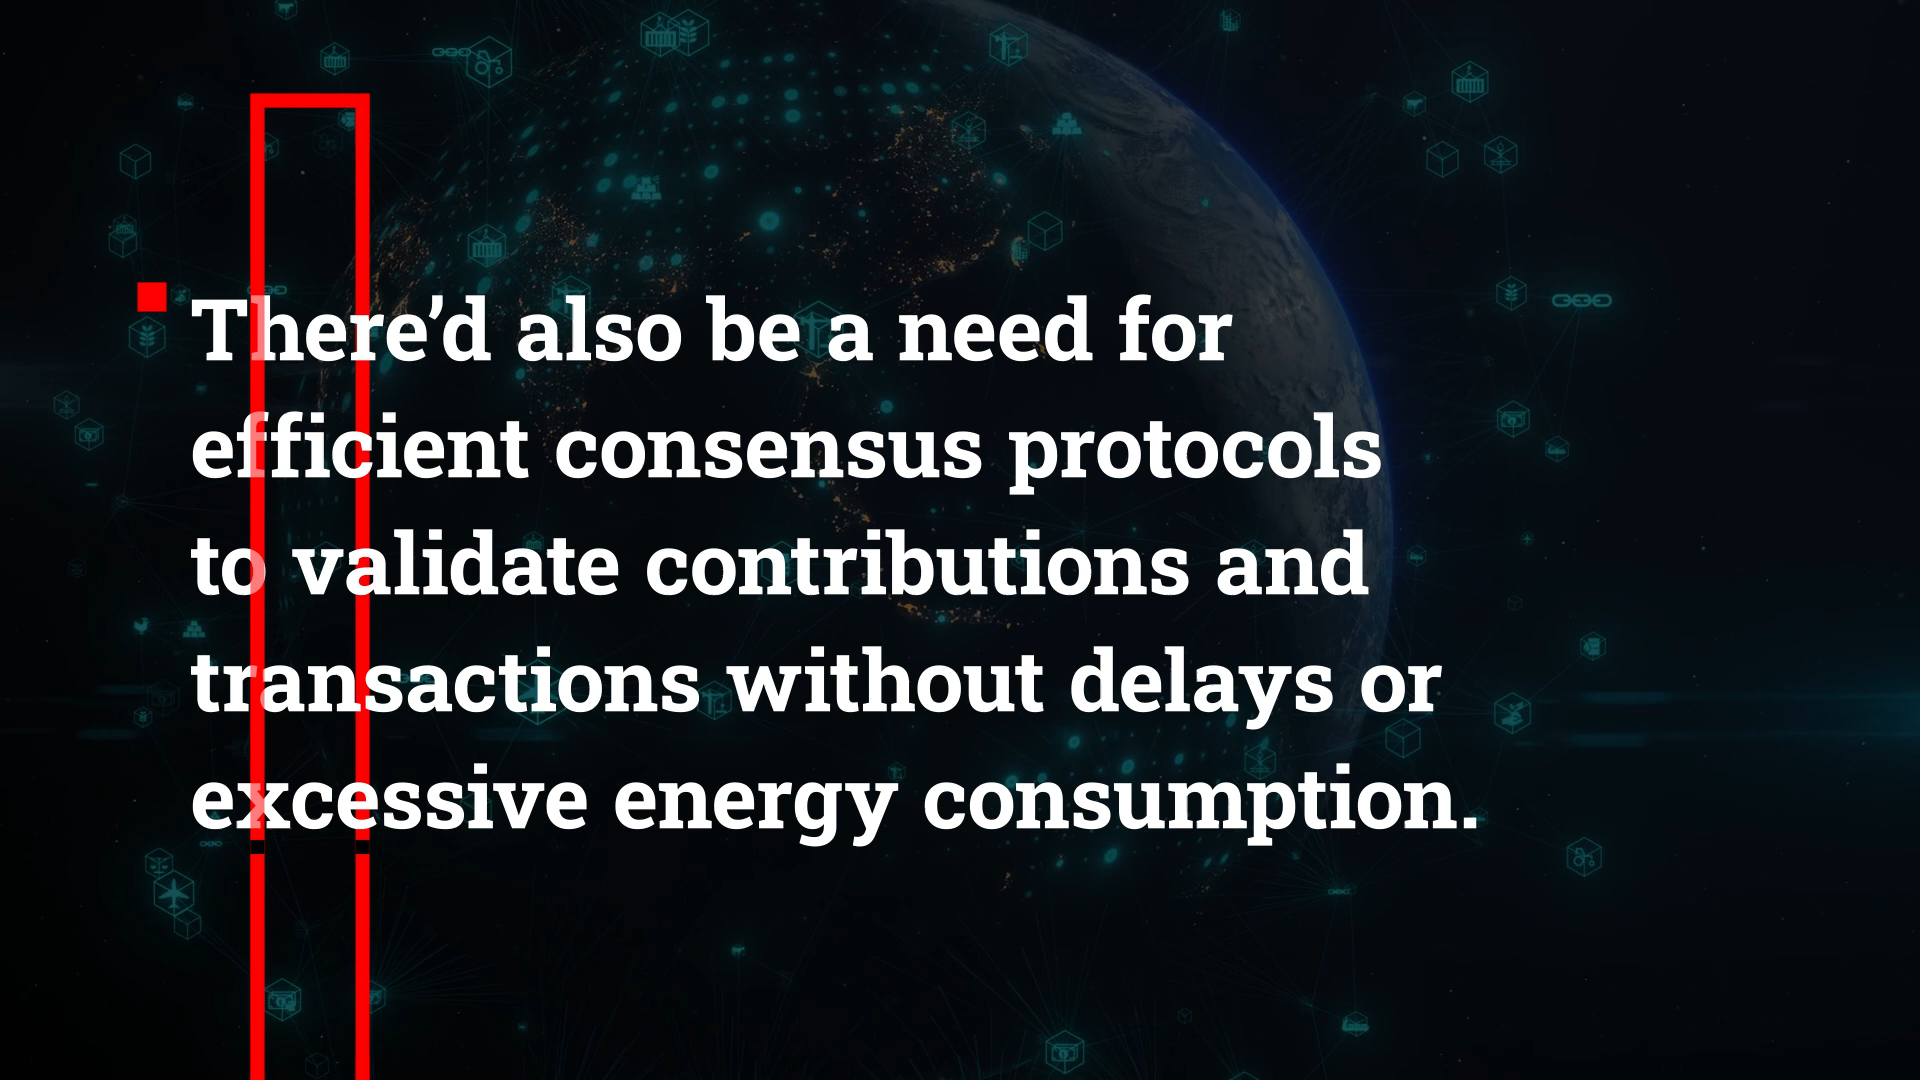 There’d also be a need for
efficient consensus protocols
to validate contributions and
transactions without delays or
excessive energy consumption.